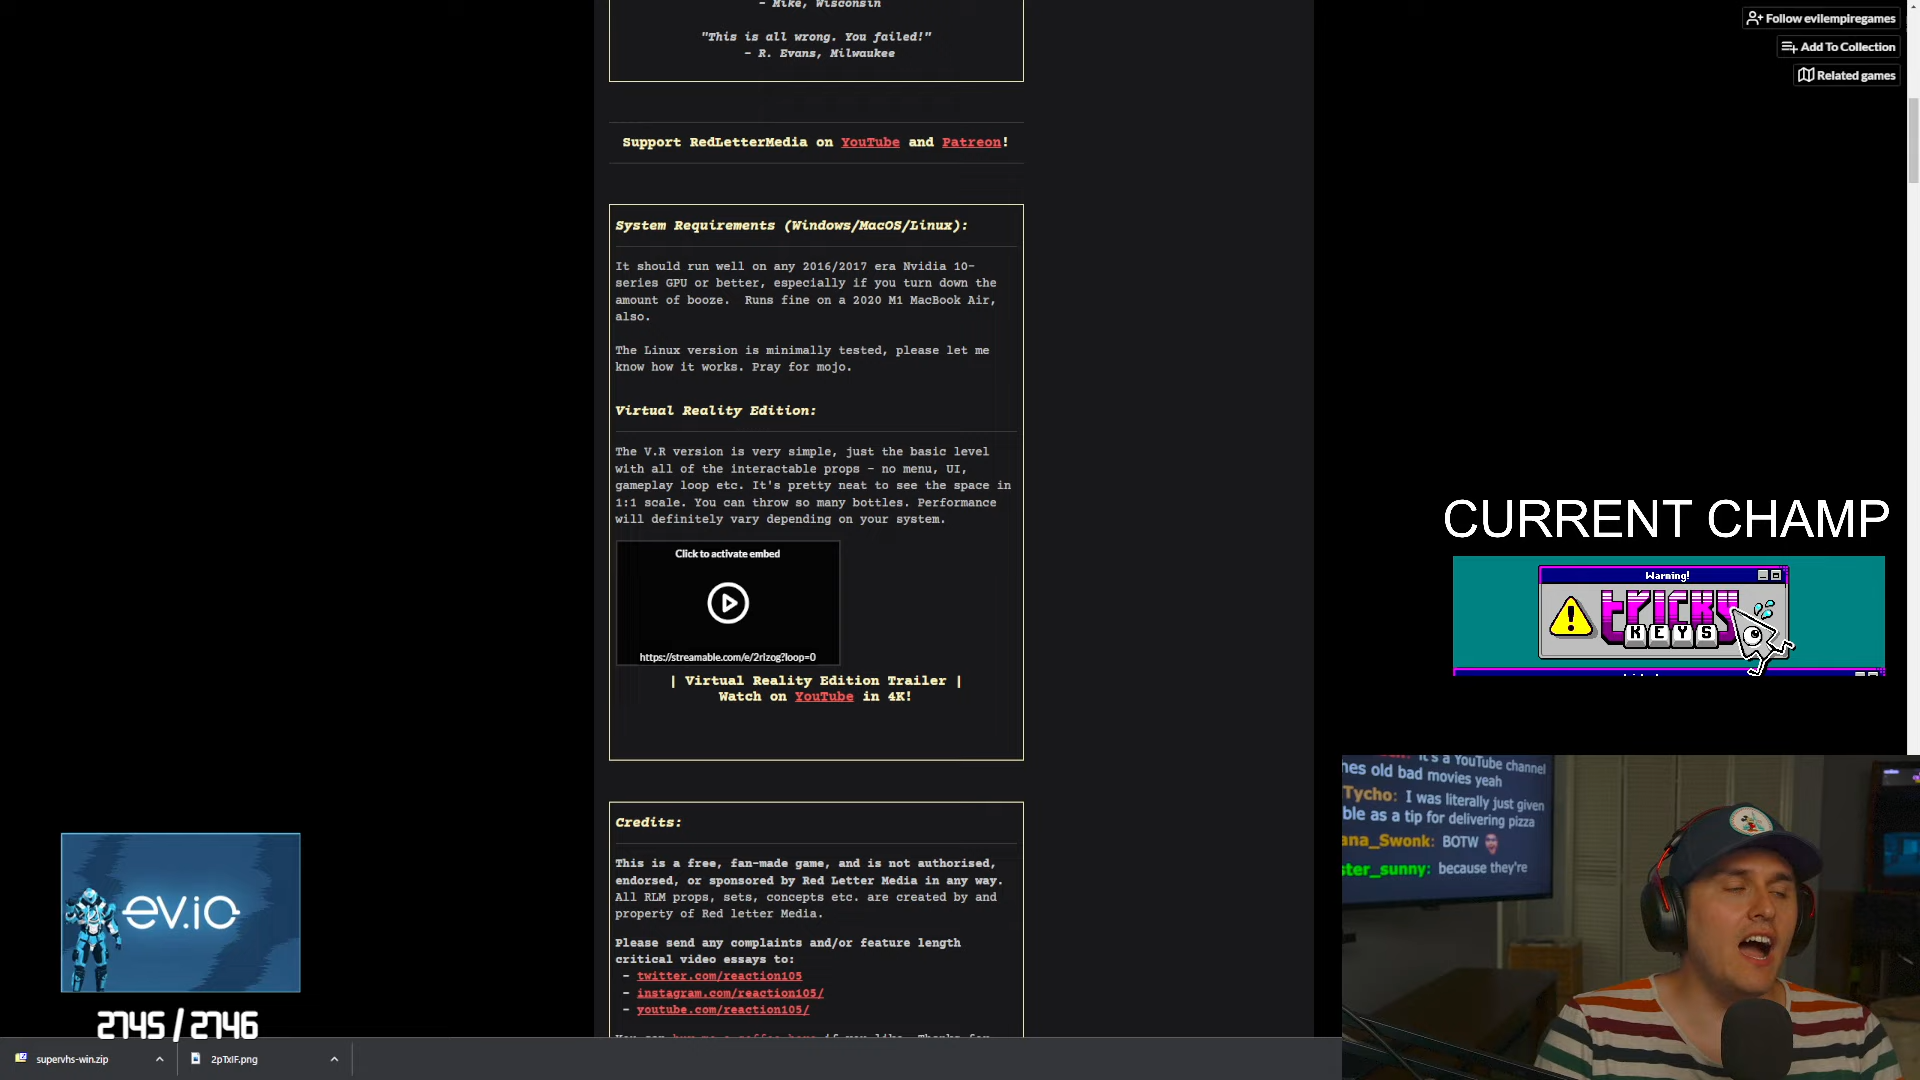 - Mike, Wisconsin
"This is all wrong. You failed!"
- R. Evans, Milwaukee
Support RedLetterMedia on YouTube and Patreon!
System Requirements (Windows/MacOS/Linux):
It should run well on any 2016/2017 era Nvidia 10-
series GPU or better, especially if you turn down the
amount of booze.  Runs fine on a 2020 M1 MacBook Air,
also.
The Linux version is minimally tested, please let me
know how it works. Pray for mojo.
Virtual Reality Edition:
The V.R version is very simple, just the basic level
with all of the interactable props - no menu, UI,
gameplay loop etc. It's pretty neat to see the space in
1:1 scale. You can throw so many bottles. Performance
will definitely vary depending on your system.
Click to activate embed
https://streamable.com/e/2rizog?loop=0
| Virtual Reality Edition Trailer |
Watch on YouTube in 4K!
Credits:
This is a free, fan-made game, and is not authorised,
endorsed, or sponsored by Red Letter Media in any way.
All RLM props, sets, concepts etc. are created by and
property of Red letter Media.
Please send any complaints and/or feature length
critical video essays to:
- twitter.com/reaction105
- instagram.com/reaction105/
- youtube.com/reaction105/
Follow evilempiregames
Add To Collection
Related games
CURRENT CHAMP
Warning!
tricky
KEYS
it's a YouTube channel
hes old bad movies yeah
Tycho: I was literally just given
ble as a tip for delivering pizza
ana_Swonk: BOTW
ster_sunny: because they're
ev.io
2745 / 2746
supervhs-win.zip
2pTxIF.png